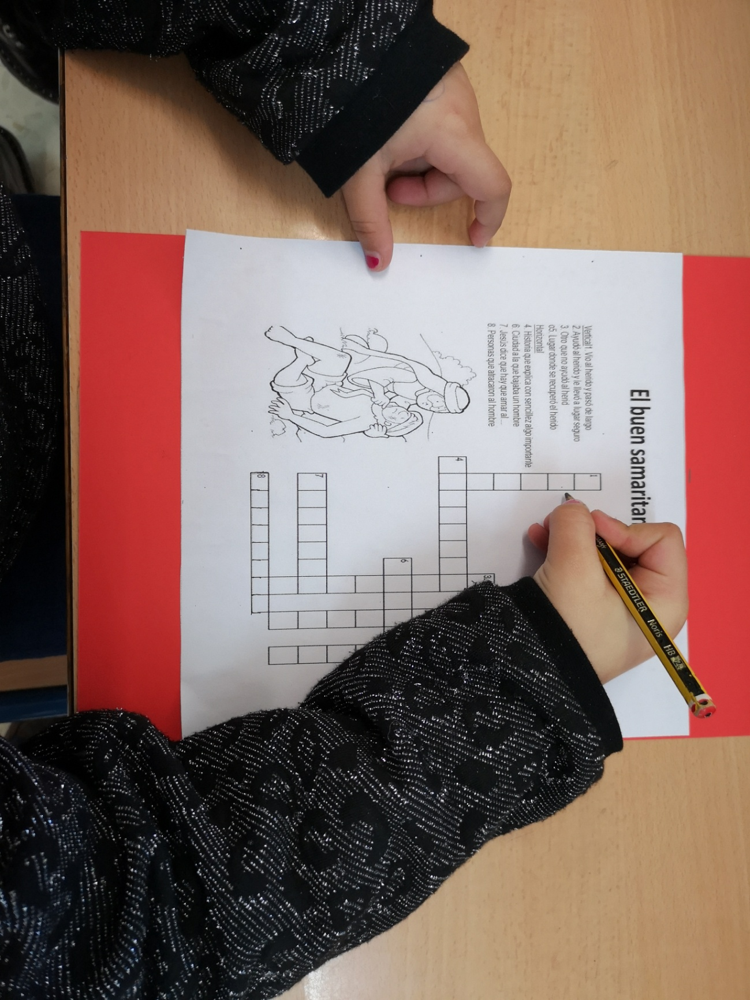 El buen samaritan
Vertical1. Vio al herido y pasó de largo
2. Ayudó al herido y le llevó a lugar seguro
3. Otro que no ayudó al herid
o5. Lugar donde se recuperó el herido
Horizontal
4. Historia que explica con sencillez algo importante
6. Ciudad a la que bajaba un hombre
7. Jesús dice que hay que amar al...
8. Personas que atracaron al hombre
1
3
4
6
7
8
STAEDTLER Noris HB 2